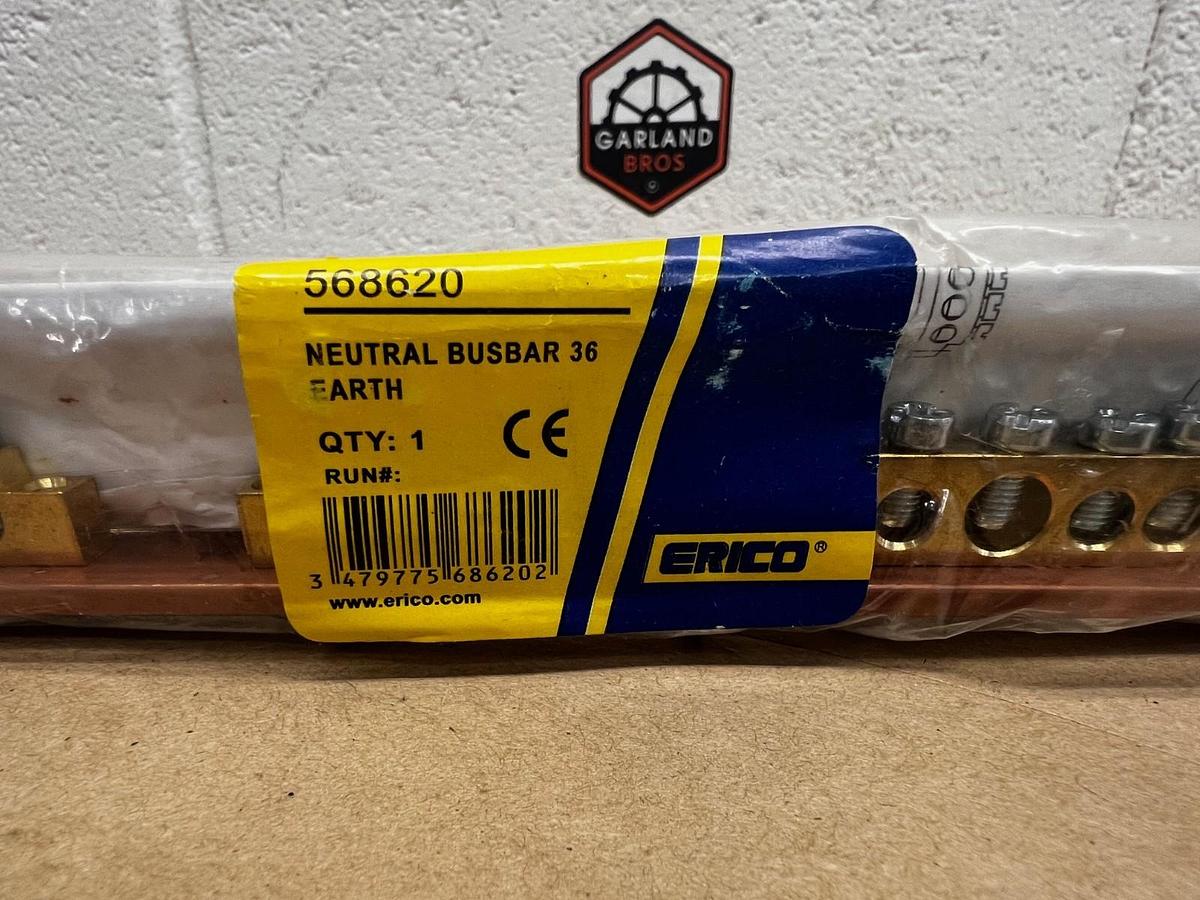 GARLAND
BROS
568620
NEUTRAL BUSBAR 36
EARTH
QTY: 1
CE
RUN#:
3 479775 686202
www.erico.com
ERICO®